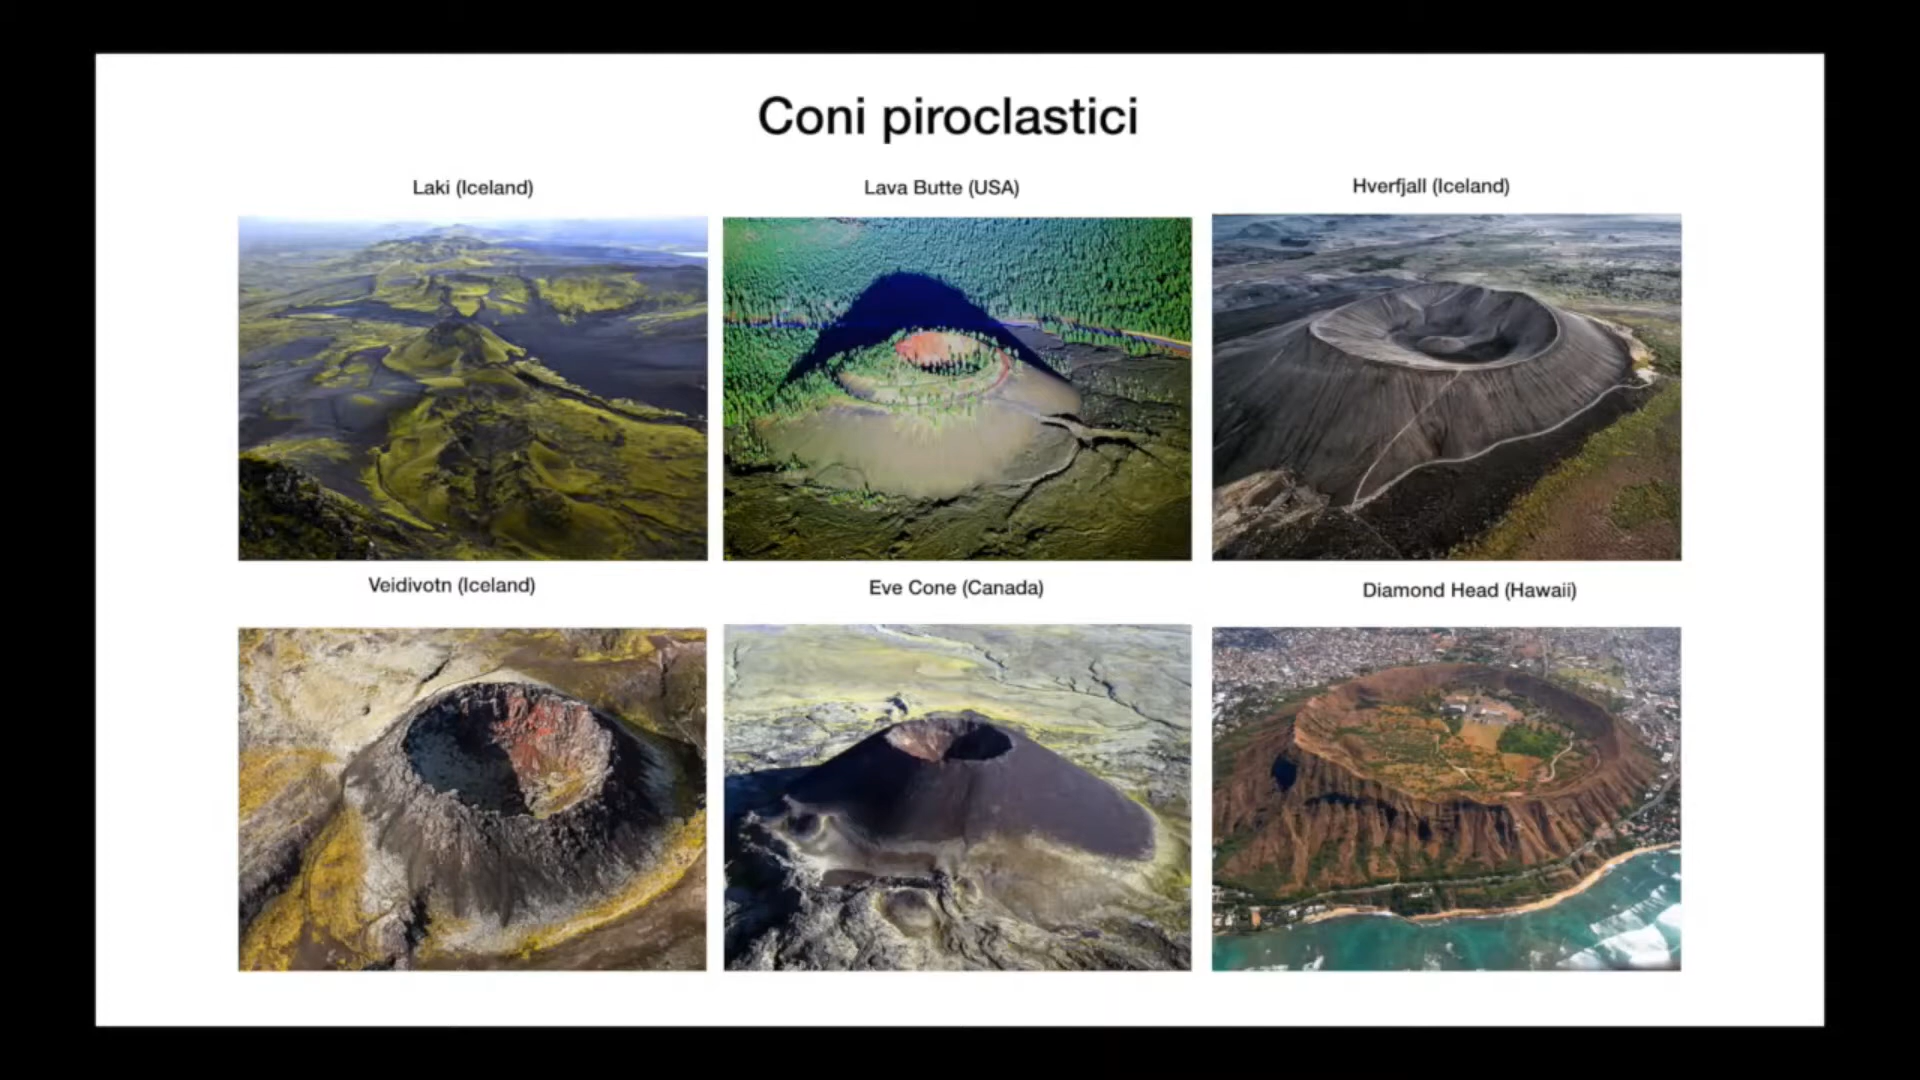 Coni piroclastici
Laki (Iceland)
Lava Butte (USA)
Hverfjall (Iceland)
Veidivotn (Iceland)
Eve Cone (Canada)
Diamond Head (Hawaii)